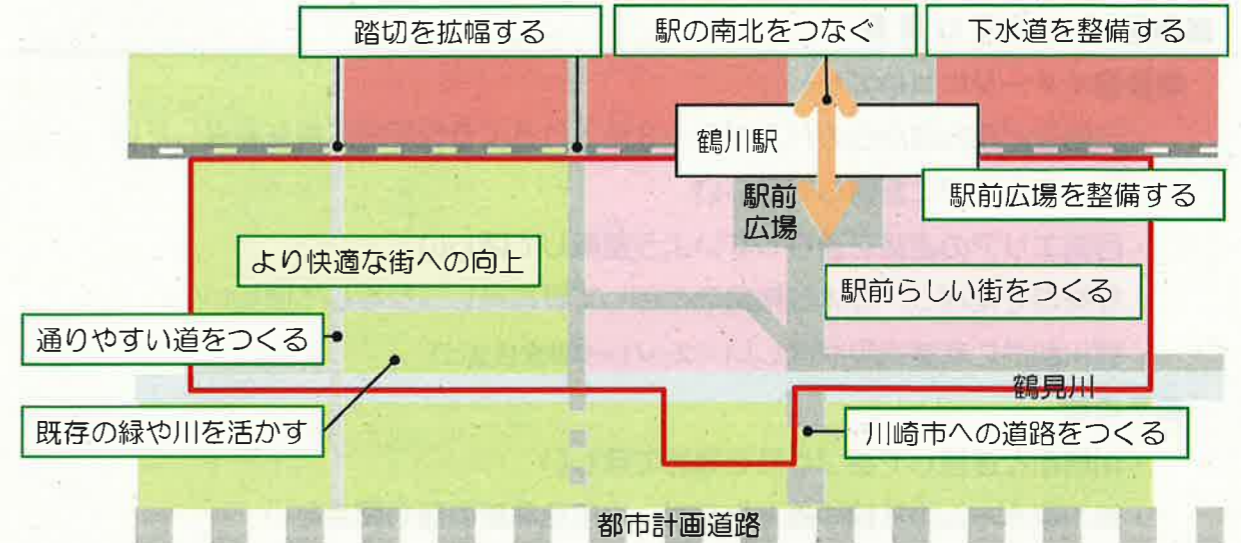 踏切を拡幅する
駅の南北をつなぐ
下水道を整備する
鶴川駅
駅前
広場
駅前広場を整備する
より快適な街への向上
駅前らしい街をつくる
通りやすい道をつくる
鶴見川
既存の緑や川を活かす
川崎市への道路をつくる
都市計画道路